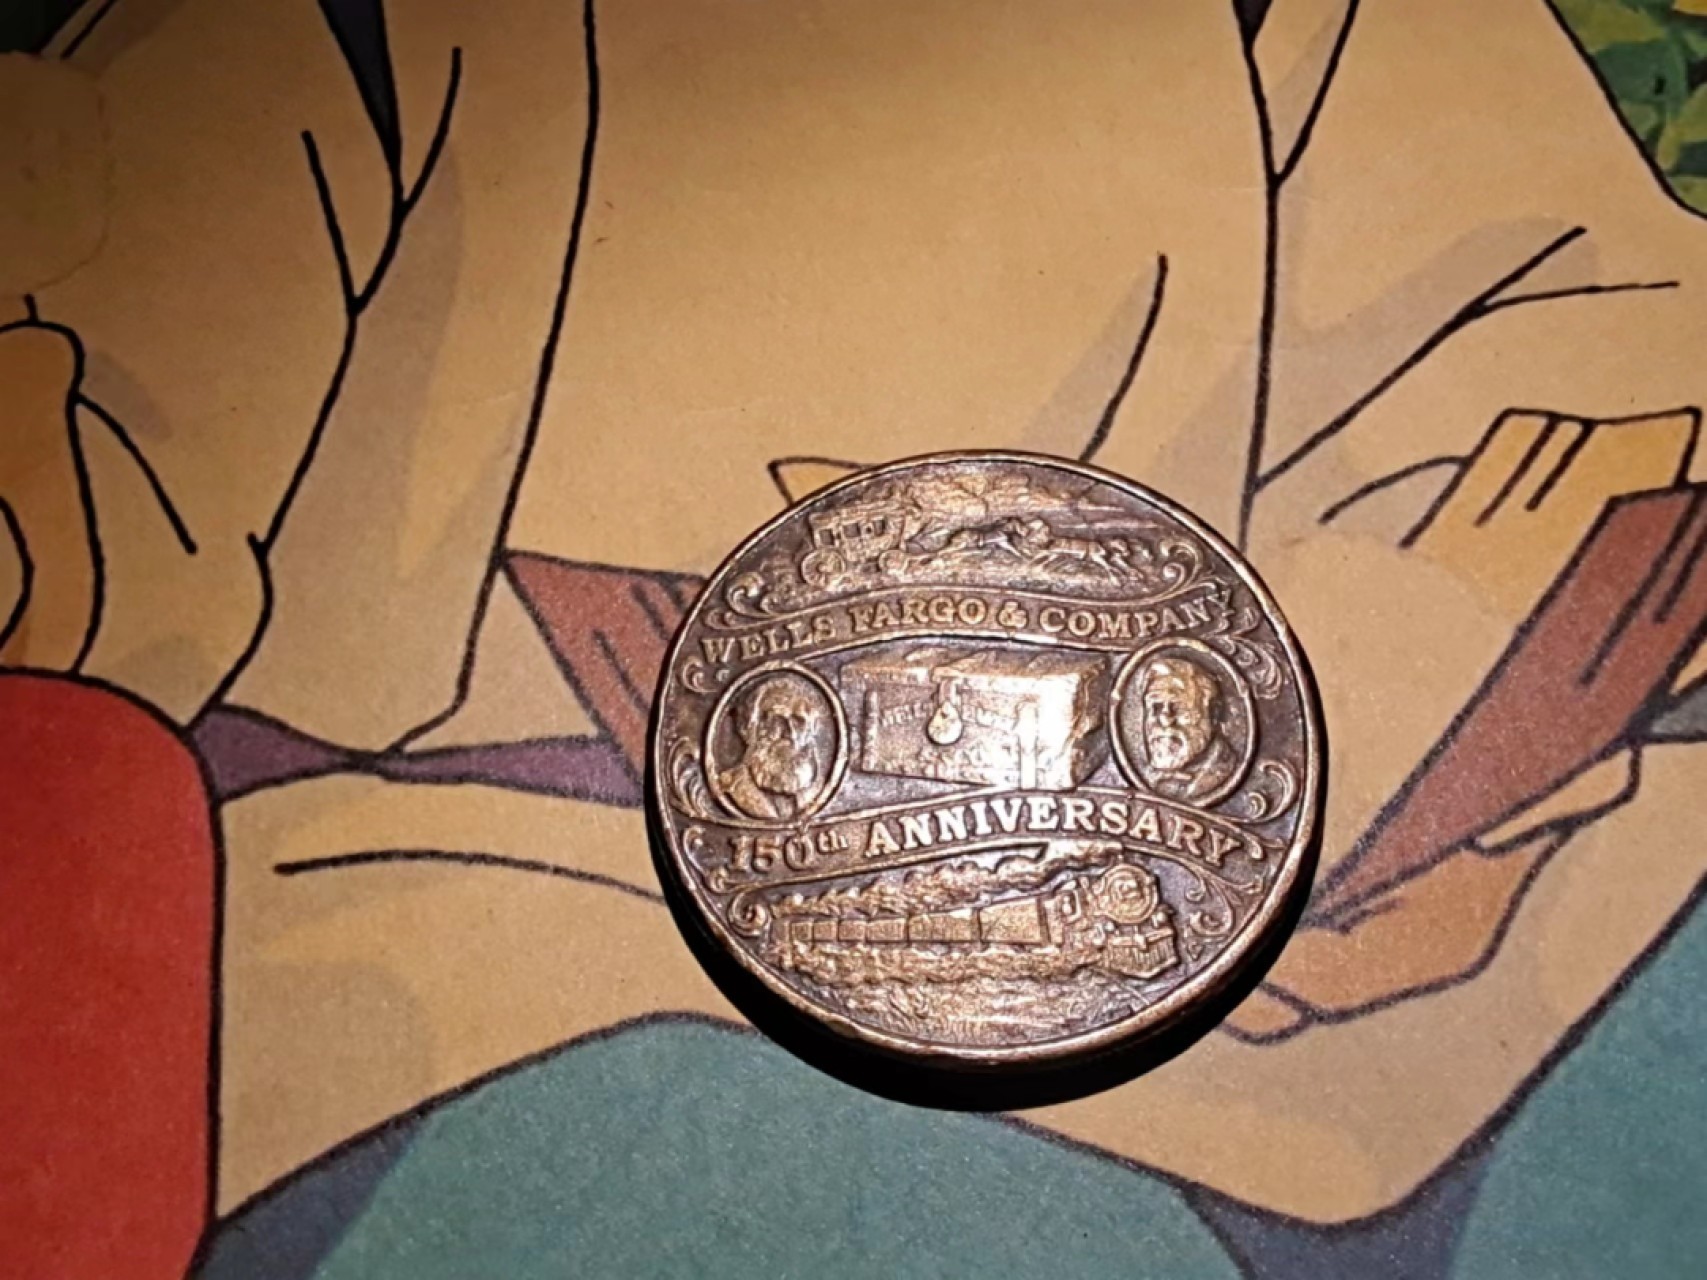 WELLS FARGO & COMPANY
150th ANNIVERSARY